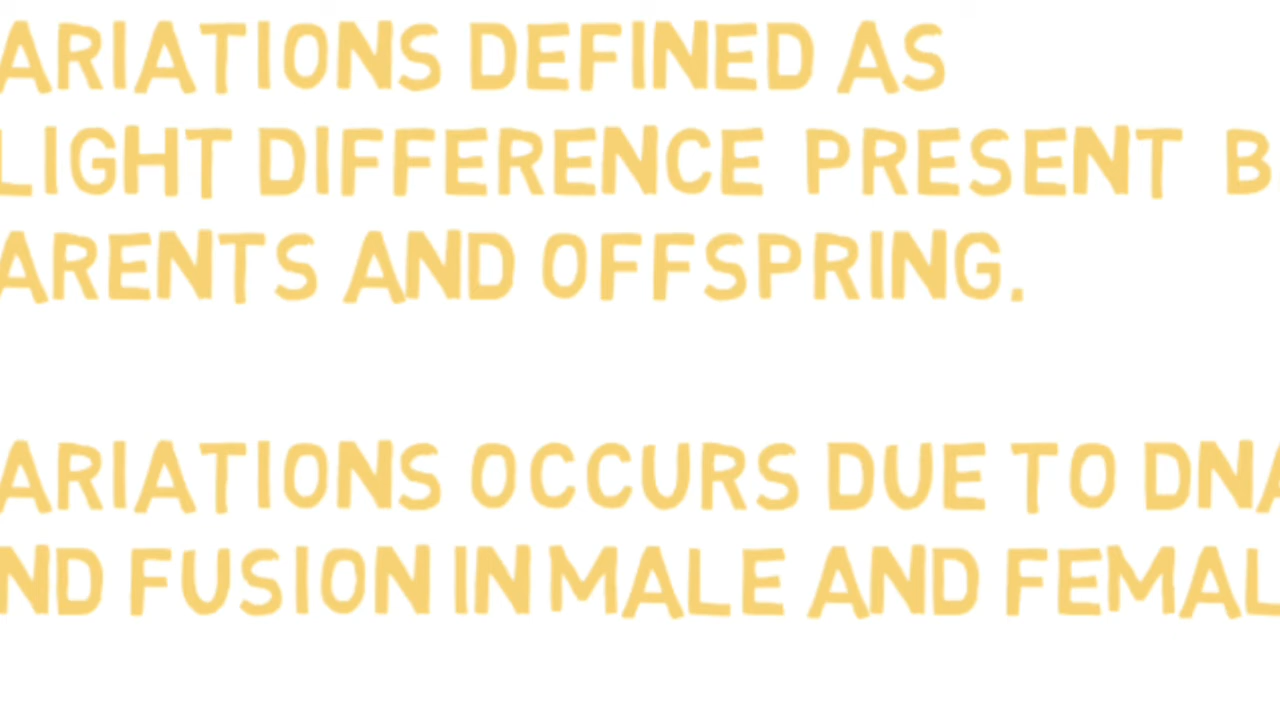 ARIATIONS DEFINED AS
LIGHT DIFFERENCE PRESENT B
ARENTS AND OFFSPRING.
ARIATIONS OCCURS DUE TO DNA
ND FUSION IN MALE AND FEMAL